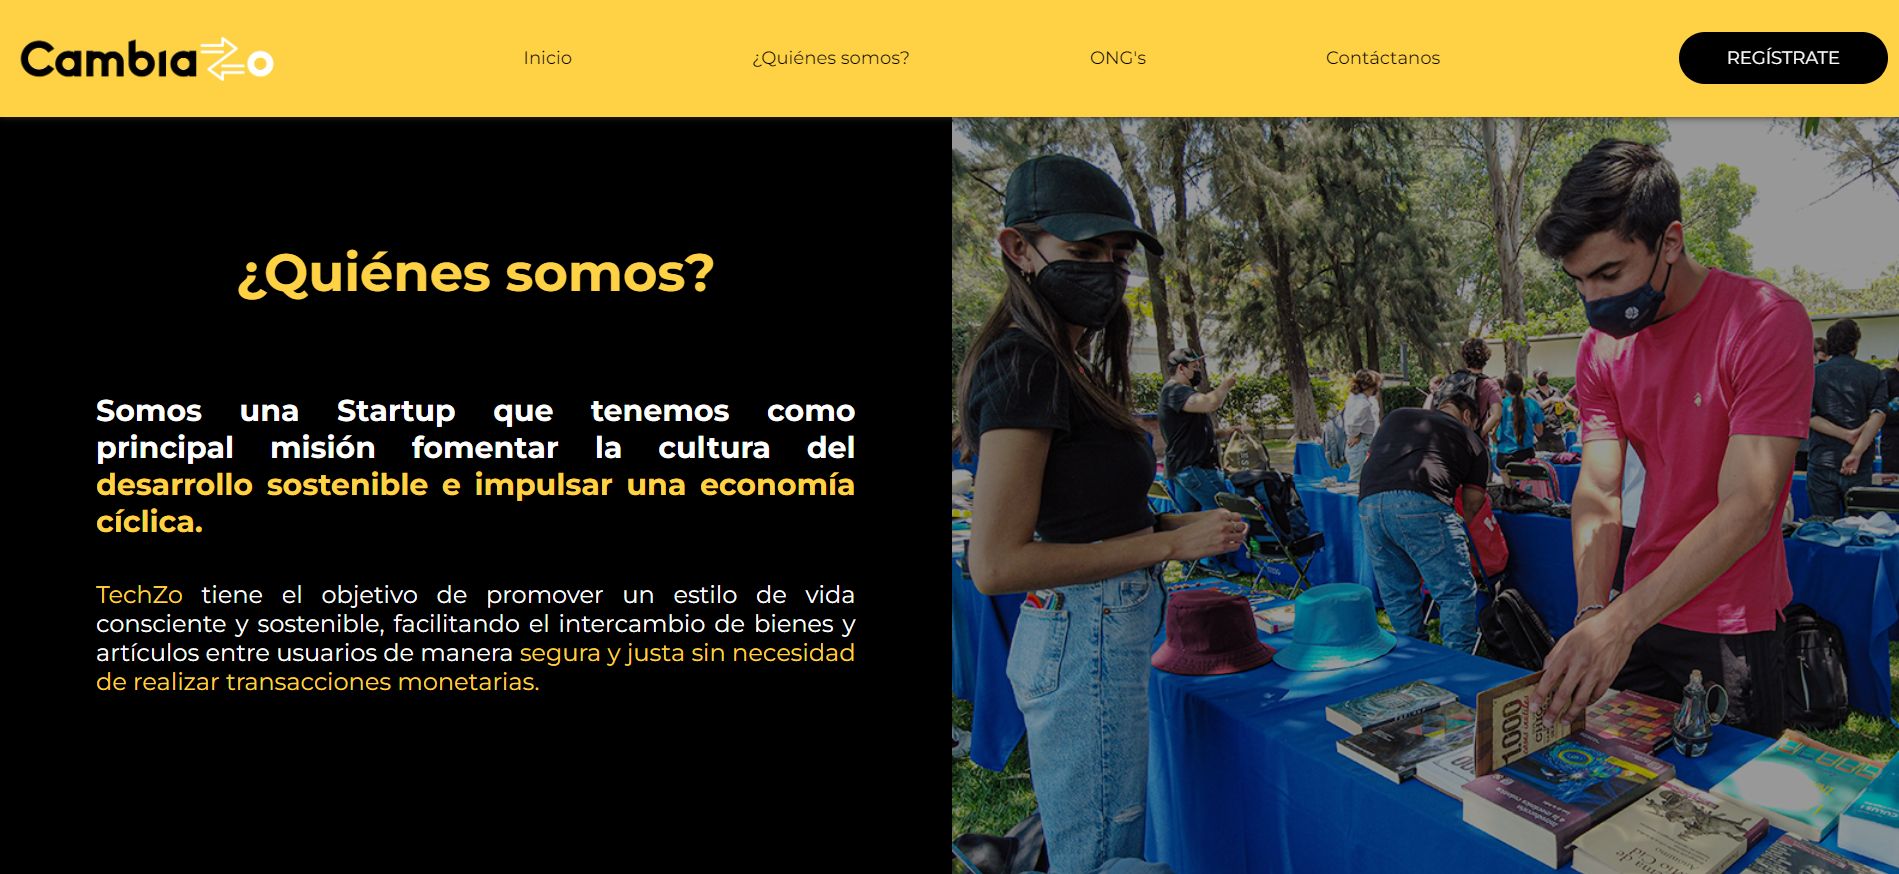 CambiaZo
Inicio
¿Quiénes somos?
ONG's
Contáctanos
REGÍSTRATE
¿Quiénes somos?
Somos una Startup que tenemos como
principal misión fomentar la cultura del
desarrollo sostenible e impulsar una economía
cíclica.
TechZo tiene el objetivo de promover un estilo de vida
consciente y sostenible, facilitando el intercambio de bienes y
artículos entre usuarios de manera segura y justa sin necesidad
de realizar transacciones monetarias.
1000